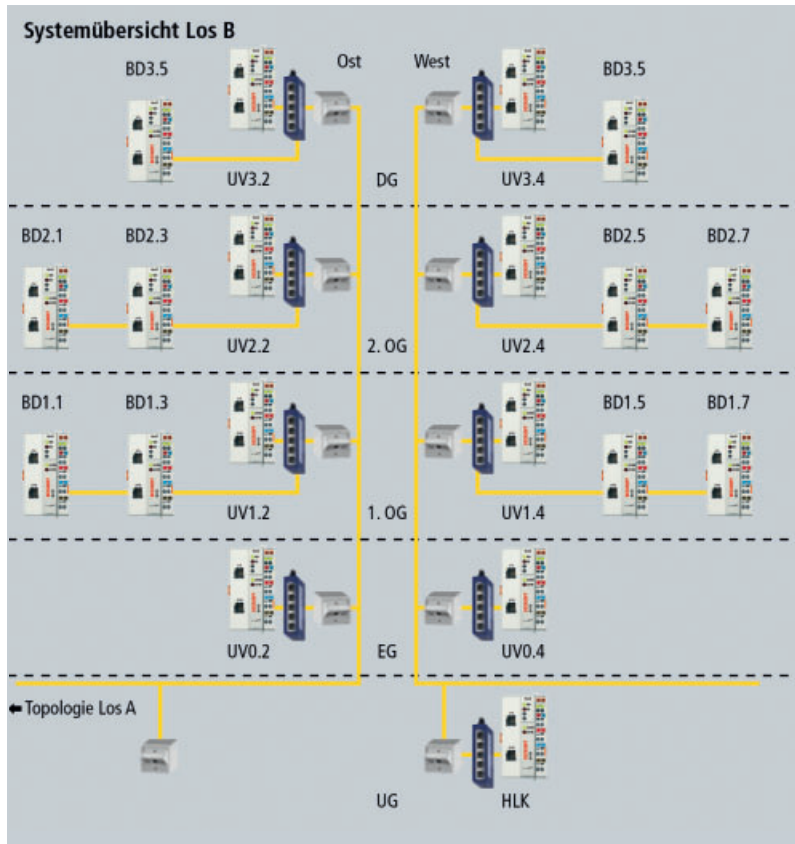 Systemübersicht Los B
BD3.5
Ost
West
BD3.5
UV3.2
DG
UV3.4
BD2.1
BD2.3
BD2.5
BD2.7
UV2.2
2. OG
UV2.4
BD1.1
BD1.3
BD1.5
BD1.7
UV1.2
1. OG
UV1.4
UV0.2
EG
UV0.4
Topologie Los A
UG
HLK